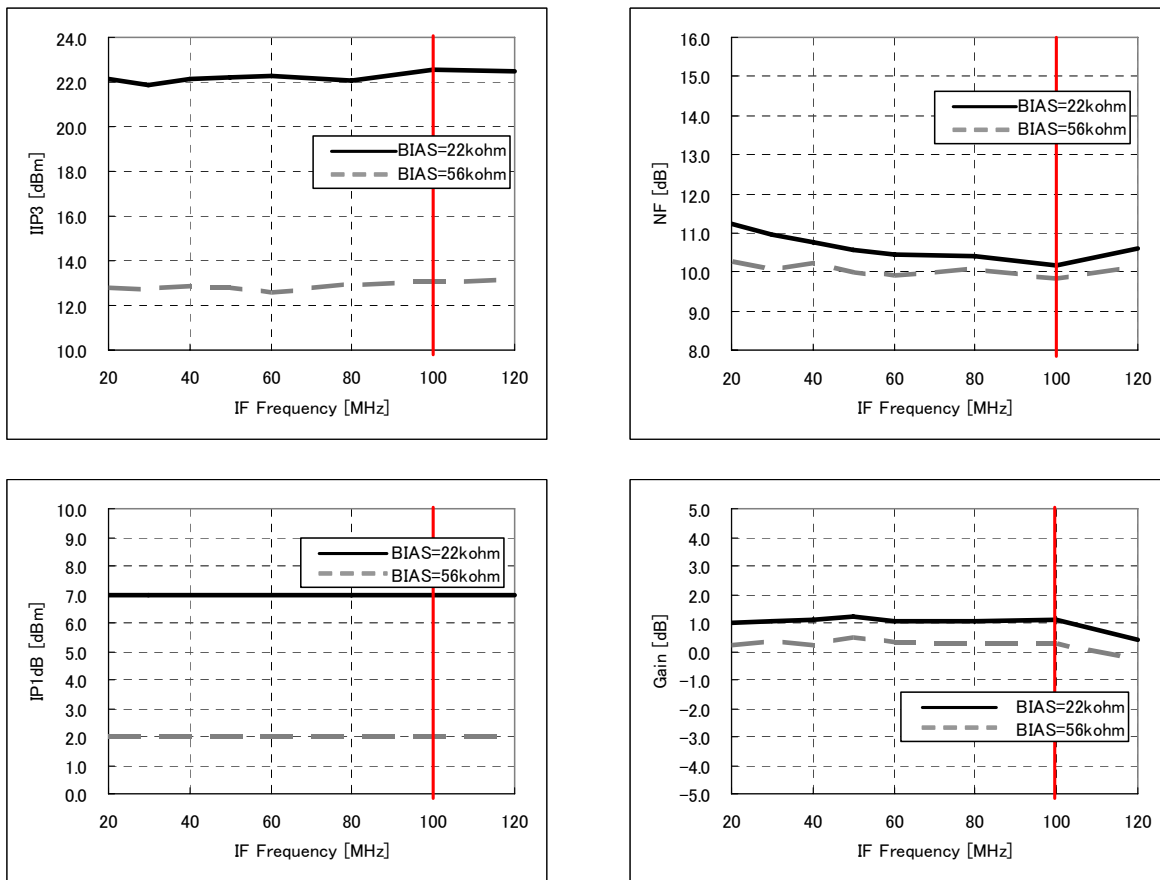 24.0
22.0
20.0
18.0
16.0
14.0
12.0
10.0
IIP3 [dBm]
BIAS=22kohm
BIAS=56kohm
20 40 60 80 100 120
IF Frequency [MHz]
16.0
15.0
14.0
13.0
12.0
11.0
10.0
9.0
8.0
NF [dB]
BIAS=22kohm
BIAS=56kohm
20 40 60 80 100 120
IF Frequency [MHz]
10.0
9.0
8.0
7.0
6.0
5.0
4.0
3.0
2.0
1.0
0.0
IP1dB [dBm]
BIAS=22kohm
BIAS=56kohm
20 40 60 80 100 120
IF Frequency [MHz]
5.0
4.0
3.0
2.0
1.0
0.0
-1.0
-2.0
-3.0
-4.0
-5.0
Gain [dB]
BIAS=22kohm
BIAS=56kohm
20 40 60 80 100 120
IF Frequency [MHz]